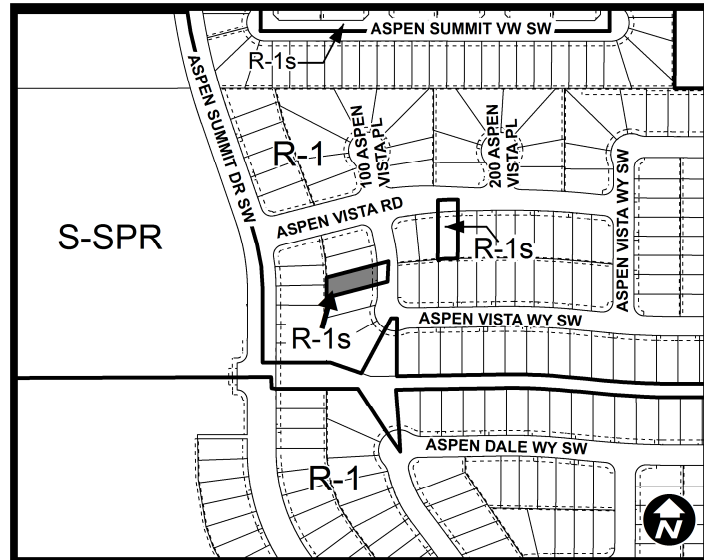 ASPEN SUMMIT VW SW
R-1s
ASPEN SUMMIT DR SW
R-1
100 ASPEN
VISTA PL
200 ASPEN
VISTA PL
ASPEN VISTA WY SW
ASPEN VISTA RD
S-SPR
R-1s
R-1s
ASPEN VISTA WY SW
ASPEN DALE WY SW
R-1
N